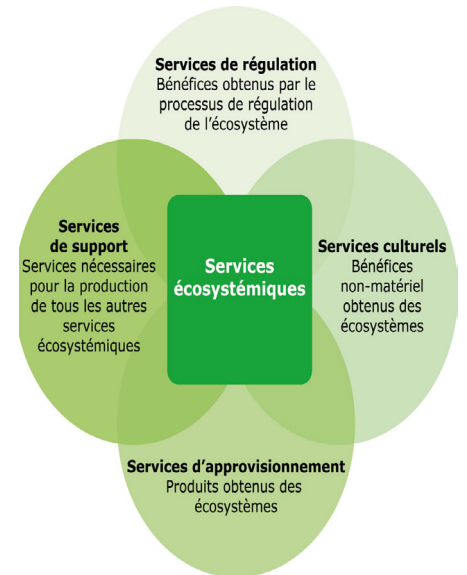 Services de régulation
Bénéfices obtenus par le
processus de régulation
de l'écosystème
Services
de support
Services nécessaires
pour la production
de tous les autres
services
écosystémiques
Services
écosystémiques
Services culturels
Bénéfices
non-matériel
obtenus des
écosystèmes
Services d'approvisionnement
Produits obtenus des
écosystèmes